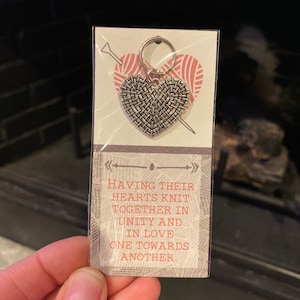 HAVING THEIR
HEARTS KNIT
TOGETHER IN
UNITY AND
IN LOVE
ONE TOWARDS
ANOTHER.